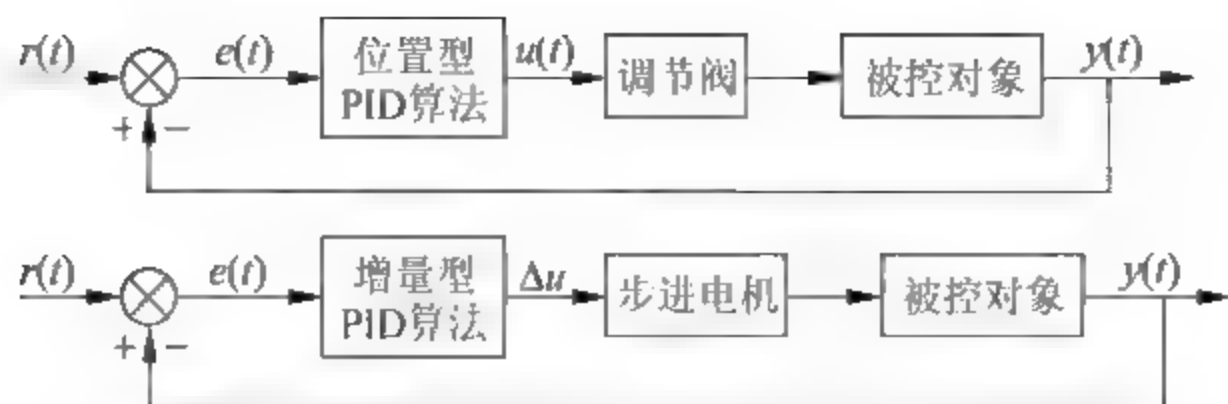 r(t) e(t) 位置型 PID算法 u(t) 调节阀 被控对象 y(t)
+ −
r(t) e(t) 增量型 PID算法 Δu 步进电机 被控对象 y(t)
+ −